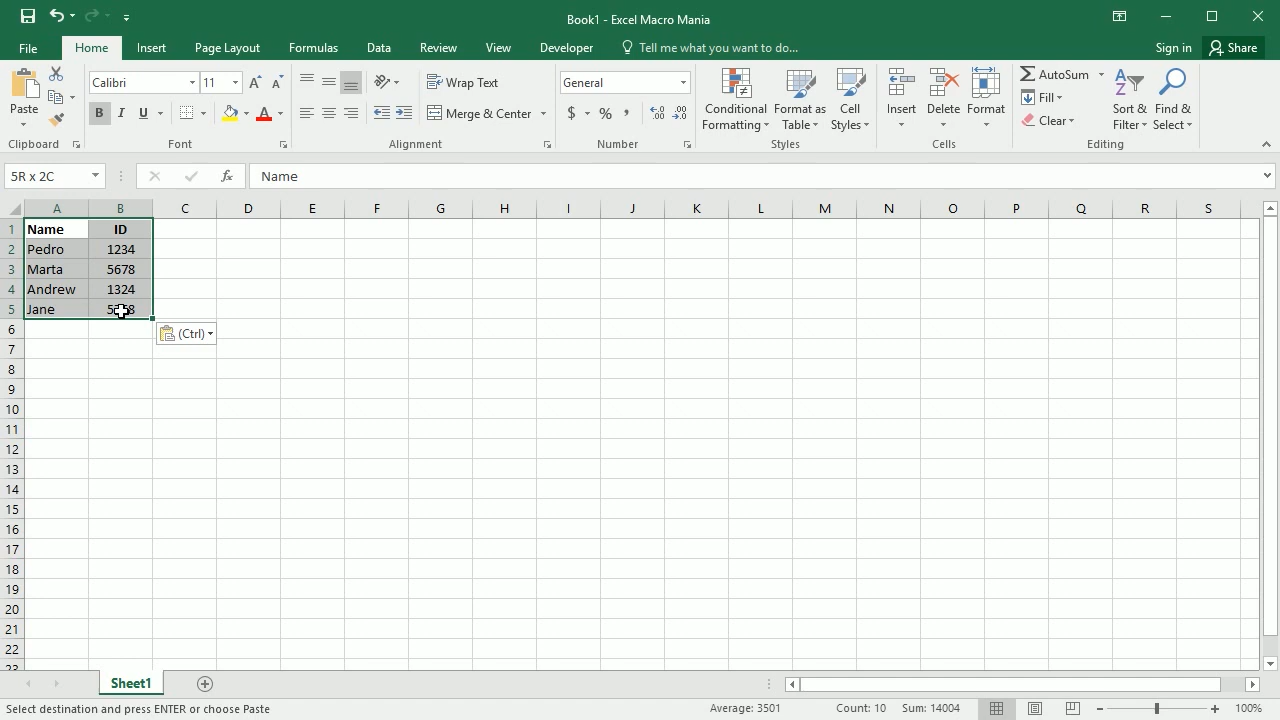 Book1 - Excel Macro Mania
File Home Insert Page Layout Formulas Data Review View Developer Tell me what you want to do... Sign in Share
Paste
Clipboard
Calibri 11
B I U
Font
Wrap Text
Merge & Center
Alignment
General
$ % ,
Number
Conditional Formatting
Format as Table
Cell Styles
Styles
Insert Delete Format
Cells
AutoSum
Fill
Clear
Sort & Filter
Find & Select
Editing
5R x 2C fx Name
A B C D E F G H I J K L M N O P Q R S
1 Name ID
2 Pedro 1234
3 Marta 5678
4 Andrew 1324
5 Jane
(Ctrl)
6
7
8
9
10
11
12
13
14
15
16
17
18
19
20
21
22
23
Sheet1
Select destination and press ENTER or choose Paste Average: 3501 Count: 10 Sum: 14004 100%